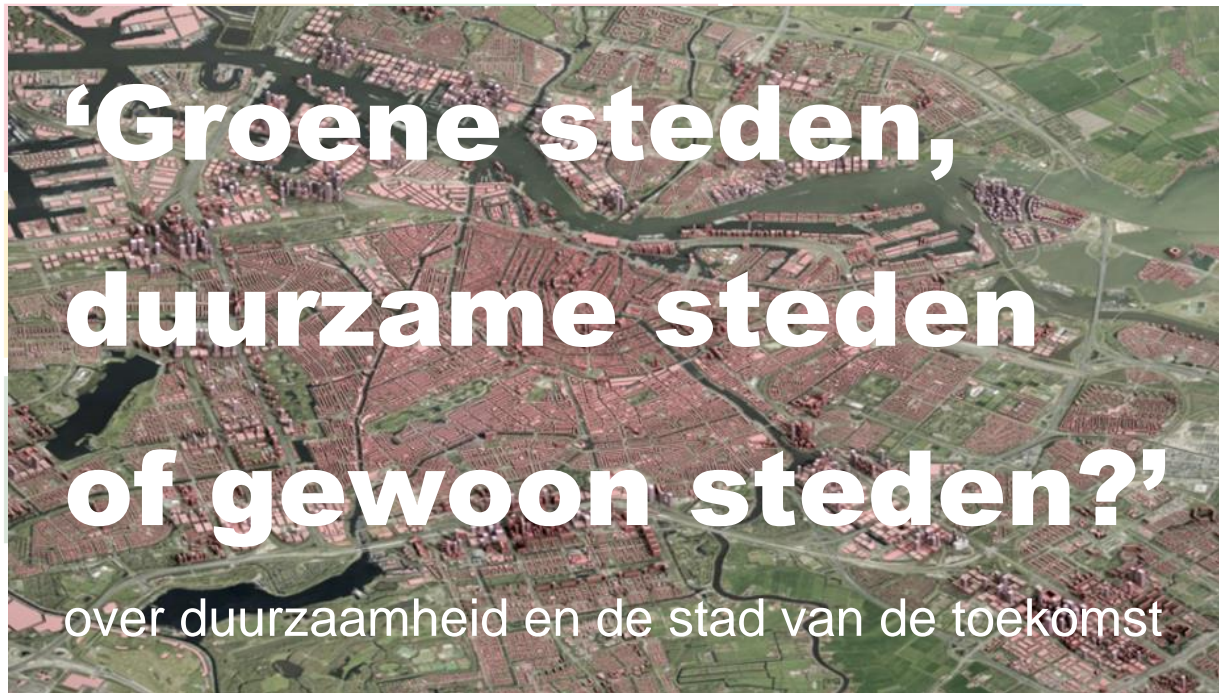 ‘Groene steden,
duurzame steden
of gewoon steden?’
over duurzaamheid en de stad van de toekomst